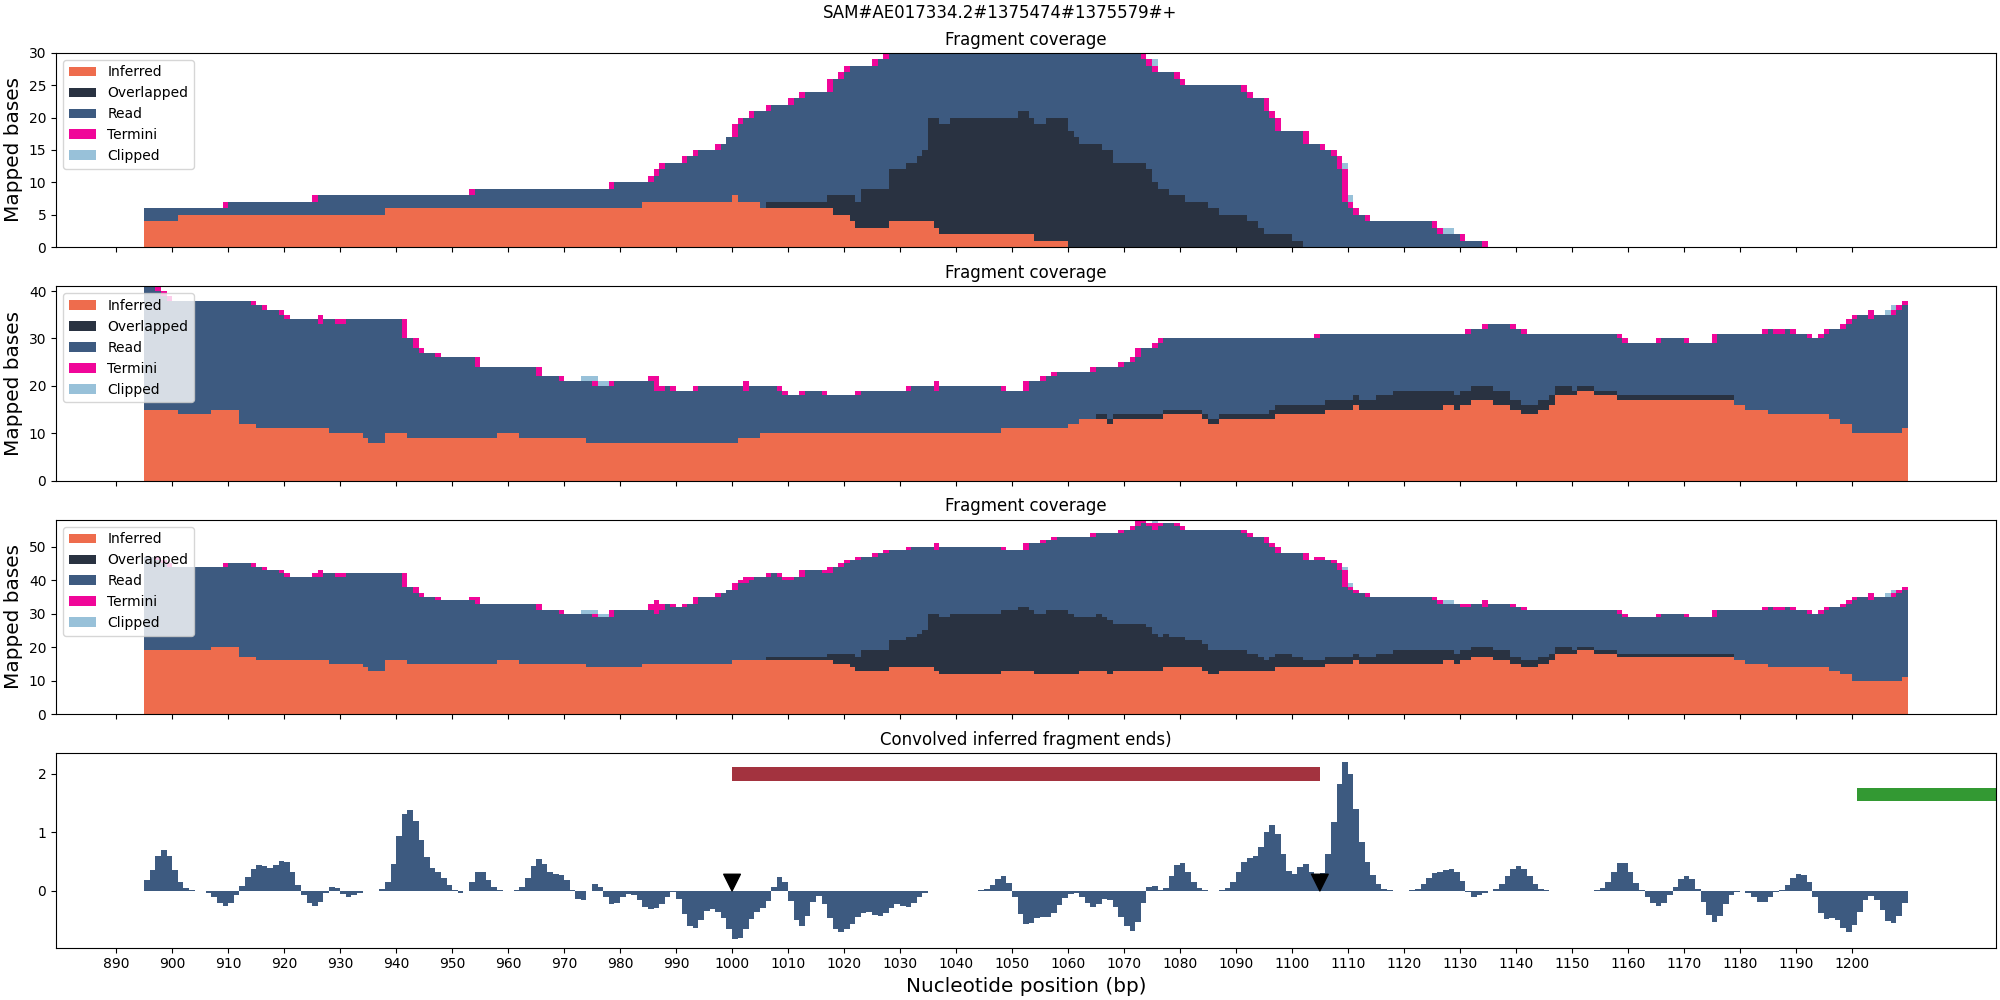 SAM#AE017334.2#1375474#1375579#+
Fragment coverage
Mapped bases
30
25
20
15
10
5
0
Inferred
Overlapped
Read
Termini
Clipped
Fragment coverage
Mapped bases
40
30
20
10
0
Inferred
Overlapped
Read
Termini
Clipped
Fragment coverage
Mapped bases
50
40
30
20
10
0
Inferred
Overlapped
Read
Termini
Clipped
Convolved inferred fragment ends)
2
1
0
890 900 910 920 930 940 950 960 970 980 990 1000 1010 1020 1030 1040 1050 1060 1070 1080 1090 1100 1110 1120 1130 1140 1150 1160 1170 1180 1190 1200
Nucleotide position (bp)